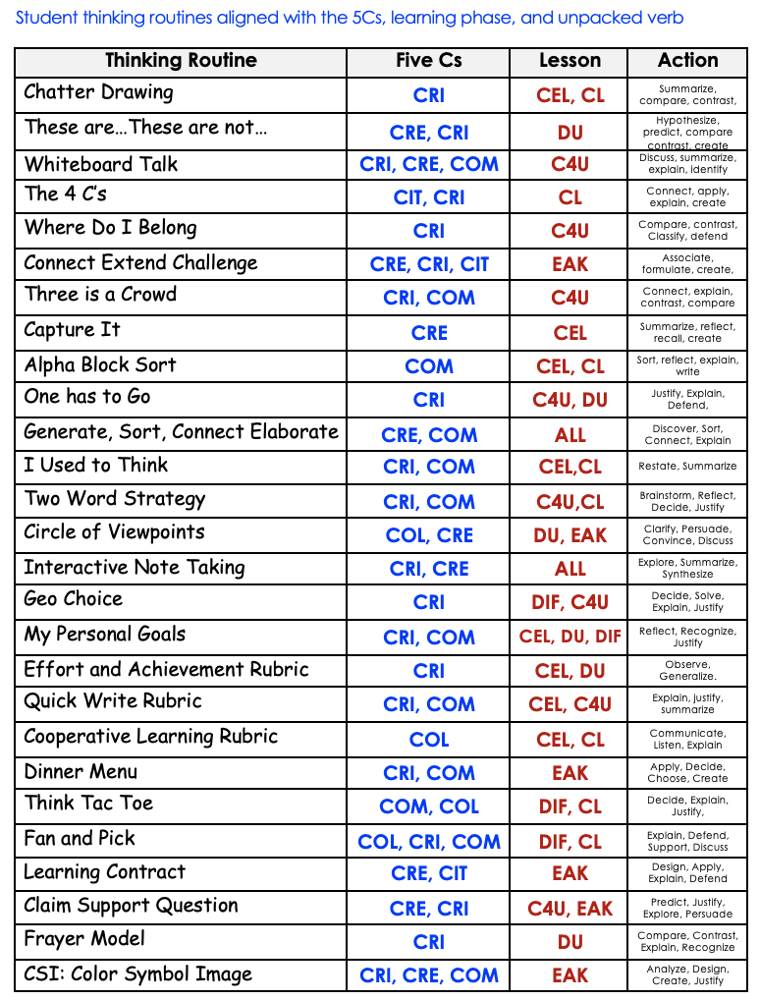 Student thinking routines aligned with the 5Cs, learning phase, and unpacked verb
Thinking Routine Five Cs Lesson Action
Chatter Drawing CRI CEL, CL Summarize,
compare, contrast,
These are...These are not... CRE, CRI DU Hypothesize,
predict, compare
contrast, create
Whiteboard Talk CRI, CRE, COM C4U Discuss, summarize,
explain, identify
The 4 C's CIT, CRI CL Connect, apply,
explain, create
Where Do I Belong CRI C4U Compare, contrast,
Classify, defend
Connect Extend Challenge CRE, CRI, CIT EAK Associate,
formulate, create,
Three is a Crowd CRI, COM C4U Connect, explain,
contrast, compare
Capture It CRE CEL Summarize, reflect,
recall, create
Alpha Block Sort COM CEL, CL Sort, reflect, explain,
write
One has to Go CRI C4U, DU Justify, Explain,
Defend,
Generate, Sort, Connect Elaborate CRE, COM ALL Discover, Sort,
Connect, Explain
I Used to Think CRI, COM CEL,CL Restate, Summarize
Two Word Strategy CRI, COM C4U,CL Brainstorm, Reflect,
Decide, Justify
Circle of Viewpoints COL, CRE DU, EAK Clarify, Persuade,
Convince, Discuss
Interactive Note Taking CRI, CRE ALL Explore, Summarize,
Synthesize
Geo Choice CRI DIF, C4U Decide, Solve,
Explain, Justify
My Personal Goals CRI, COM CEL, DU, DIF Reflect, Recognize,
Justify
Effort and Achievement Rubric CRI CEL, DU Observe,
Generalize.
Quick Write Rubric CRI, COM CEL, C4U Explain, justify,
summarize
Cooperative Learning Rubric COL CEL, CL Communicate,
Listen, Explain
Dinner Menu CRI, COM EAK Apply, Decide,
Choose, Create
Think Tac Toe COM, COL DIF, CL Decide, Explain,
Justify,
Fan and Pick COL, CRI, COM DIF, CL Explain, Defend,
Support, Discuss
Learning Contract CRE, CIT EAK Design, Apply,
Explain, Defend
Claim Support Question CRE, CRI C4U, EAK Predict, Justify,
Explore, Persuade
Frayer Model CRI DU Compare, Contrast,
Explain, Recognize
CSI: Color Symbol Image CRI, CRE, COM EAK Analyze, Design,
Create, Justify